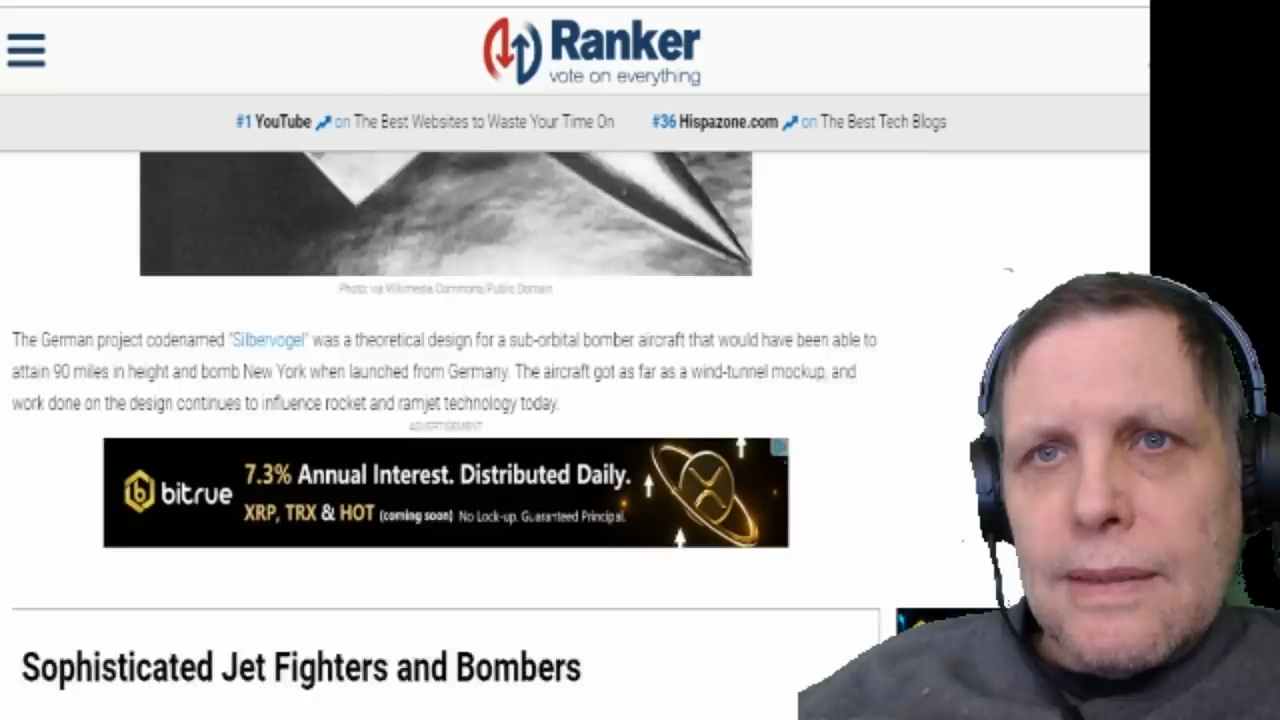 Ranker
vote on everything
#1 YouTube on The Best Websites to Waste Your Time On #36 Hispazone.com on The Best Tech Blogs
Photo: via Wikimedia Commons/Public Domain
The German project codenamed "Silbervogel" was a theoretical design for a sub-orbital bomber aircraft that would have been able to
attain 90 miles in height and bomb New York when launched from Germany. The aircraft got as far as a wind-tunnel mockup, and
work done on the design continues to influence rocket and ramjet technology today.
ADVERTISEMENT
bitrue
7.3% Annual Interest. Distributed Daily.
XRP, TRX & HOT (coming soon) No Lock-up. Guaranteed Principal.
Sophisticated Jet Fighters and Bombers